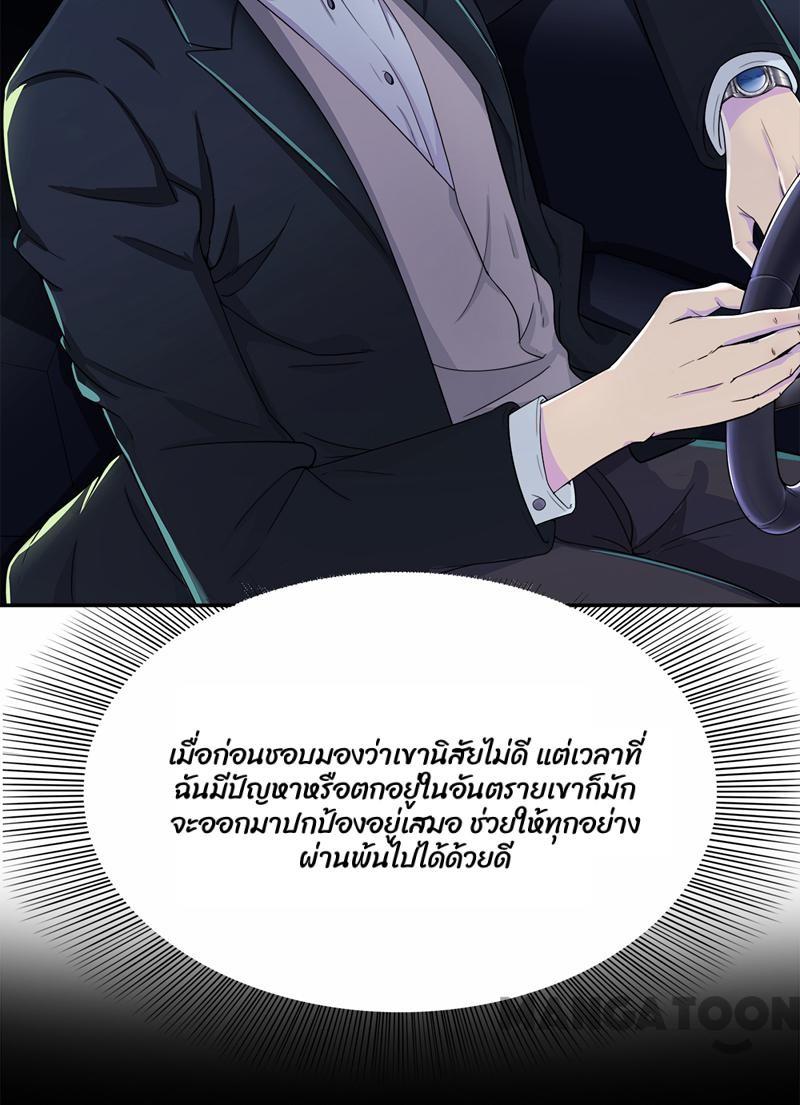 เมื่อก่อนชอบมองว่าเขานิสัยไม่ดี แต่เวลาที่
ฉันมีปัญหาหรือตกอยู่ในอันตรายเขาก็มัก
จะออกมาปกป้องอยู่เสมอ ช่วยให้ทุกอย่าง
ผ่านพ้นไปได้ด้วยดี
MANGATOON